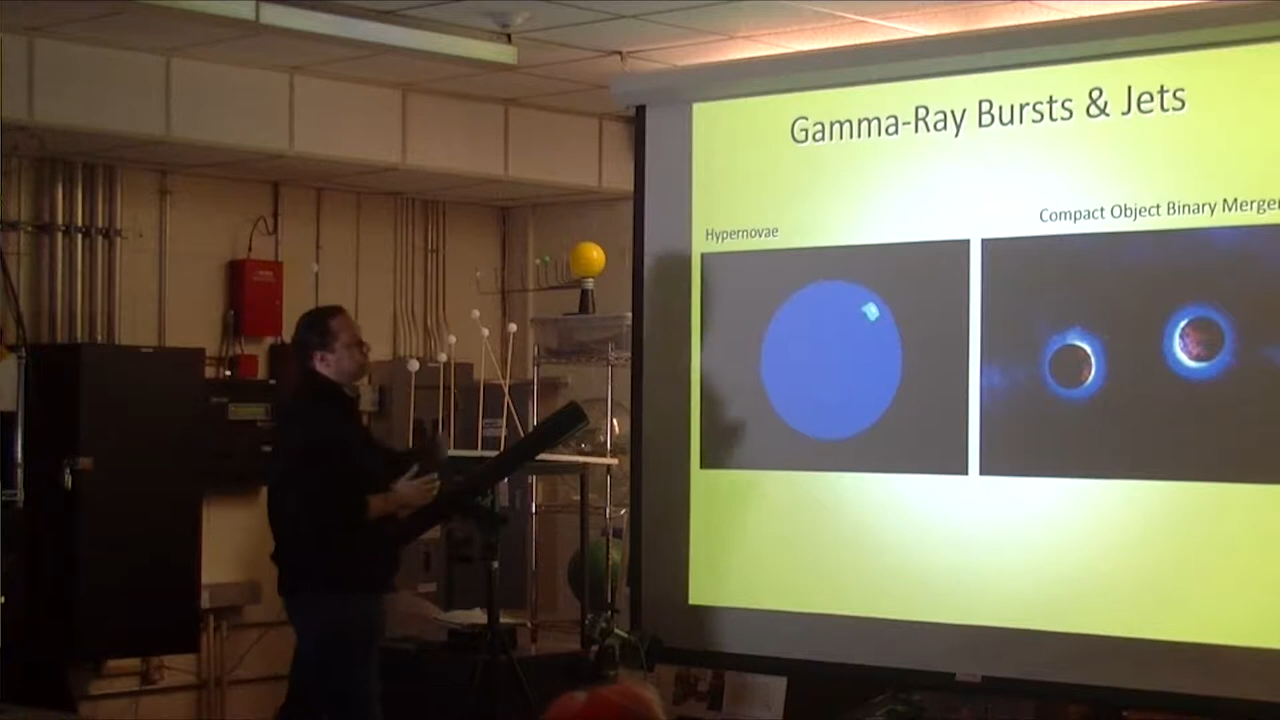 Gamma-Ray Bursts & Jets
Hypernovae
Compact Object Binary Merger